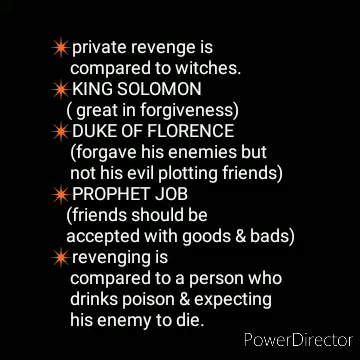 private revenge is
compared to witches.
KING SOLOMON
( great in forgiveness)
DUKE OF FLORENCE
(forgave his enemies but
not his evil plotting friends)
PROPHET JOB
(friends should be
accepted with goods & bads)
revenging is
compared to a person who
drinks poison & expecting
his enemy to die.
PowerDirector